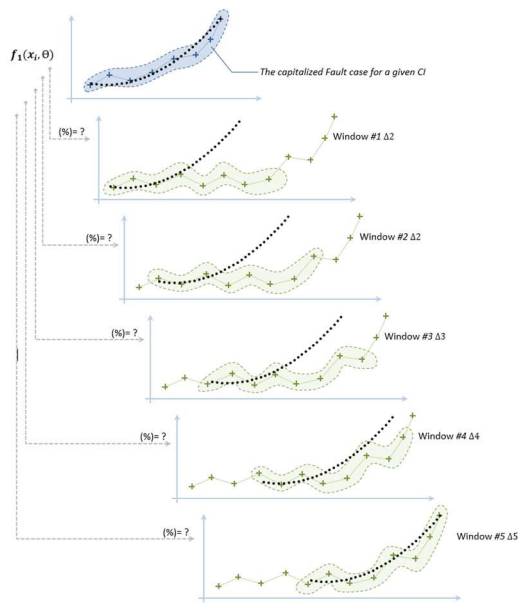 f₁(xᵢ,Θ)
The capitalized Fault case for a given CI
(%)= ?
Window #1 Δ2
(%)= ?
Window #2 Δ2
(%)= ?
Window #3 Δ3
(%)= ?
Window #4 Δ4
(%)= ?
Window #5 Δ5